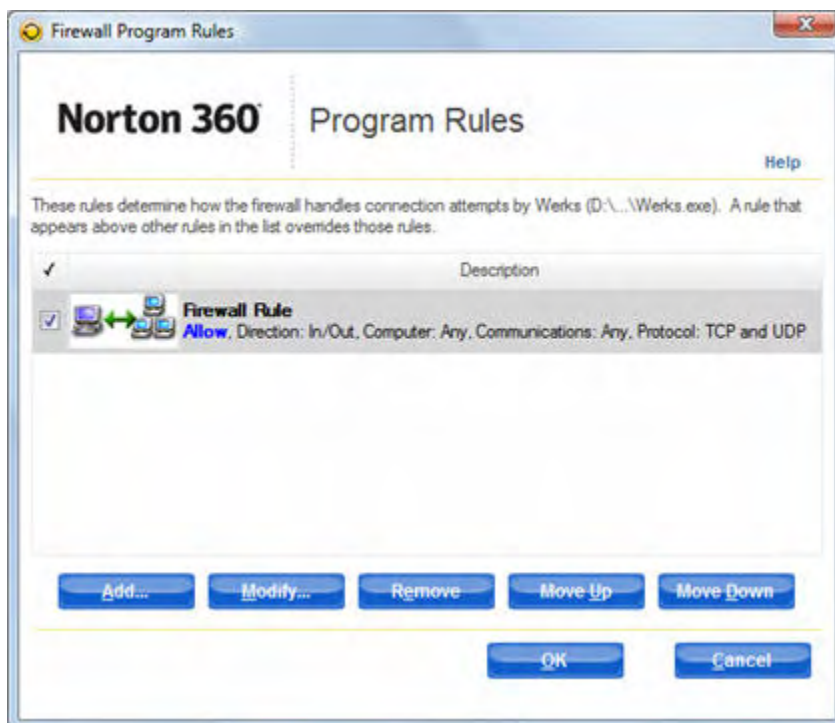 Firewall Program Rules
Norton 360
Program Rules
Help
These rules determine how the firewall handles connection attempts by Werks (D:\...\Werks.exe). A rule that
appears above other rules in the list overrides those rules.
✓ Description
Firewall Rule
Allow, Direction: In/Out, Computer: Any, Communications: Any, Protocol: TCP and UDP
Add... Modify... Remove Move Up Move Down
OK Cancel